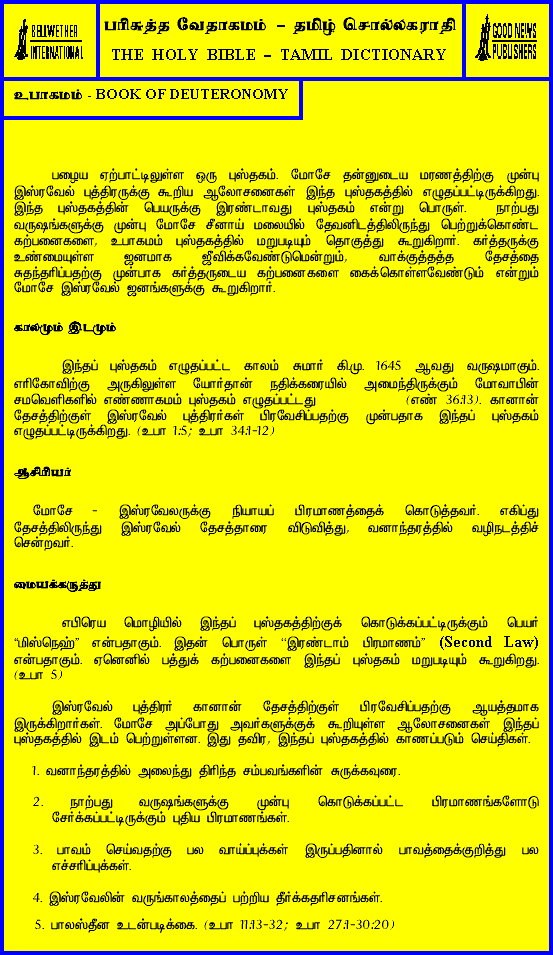 BELLWETHER
INTERNATIONAL
பரிசுத்த வேதாகமம் – தமிழ் சொல்லகராதி
THE HOLY BIBLE – TAMIL DICTIONARY
GOOD NEWS
PUBLISHERS
உபாகமம் - BOOK OF DEUTERONOMY
பழைய ஏற்பாட்டிலுள்ள ஒரு புஸ்தகம். மோசே தன்னுடைய மரணத்திற்கு முன்பு
இஸ்ரவேல் புத்திரருக்கு கூறிய ஆலோசனைகள் இந்த புஸ்தகத்தில் எழுதப்பட்டிருக்கிறது.
இந்த புஸ்தகத்தின் பெயருக்கு இரண்டாவது புஸ்தகம் என்று பொருள். நாற்பது
வருஷங்களுக்கு முன்பு மோசே சீனாய் மலையில் தேவனிடத்திலிருந்து பெற்றுக்கொண்ட
கற்பனைகளை, உபாகமம் புஸ்தகத்தில் மறுபடியும் தொகுத்து கூறுகிறார். கர்த்தருக்கு
உண்மையுள்ள ஜனமாக ஜீவிக்கவேண்டுமென்றும், வாக்குத்தத்த தேசத்தை
சுதந்தரிப்பதற்கு முன்பாக கர்த்தருடைய கற்பனைகளை கைக்கொள்ளவேண்டும் என்றும்
மோசே இஸ்ரவேல் ஜனங்களுக்கு கூறுகிறார்.
காலமும் இடமும்
இந்தப் புஸ்தகம் எழுதப்பட்ட காலம் சுமார் கி.மு. 1645 ஆவது வருஷமாகும்.
எரிகோவிற்கு அருகிலுள்ள யோர்தான் நதிக்கரையில் அமைந்திருக்கும் மோவாபின்
சமவெளிகளில் எண்ணாகமம் புஸ்தகம் எழுதப்பட்டது (எண் 36:13). கானான்
தேசத்திற்குள் இஸ்ரவேல் புத்திரர்கள் பிரவேசிப்பதற்கு முன்பதாக இந்தப் புஸ்தகம்
எழுதப்பட்டிருக்கிறது. (உபா 1:5; உபா 34:1-12)
ஆசிரியர்
மோசே - இஸ்ரவேலருக்கு நியாயப் பிரமாணத்தைக் கொடுத்தவர். எகிப்து
தேசத்திலிருந்து இஸ்ரவேல் தேசத்தாரை விடுவித்து, வனாந்தரத்தில் வழிநடத்திச்
சென்றவர்.
மையக்கருத்து
எபிரெய மொழியில் இந்தப் புஸ்தகத்திற்குக் கொடுக்கப்பட்டிருக்கும் பெயர்
“மிஸ்நெஹ்” என்பதாகும். இதன் பொருள் “இரண்டாம் பிரமாணம்” (Second Law)
என்பதாகும். ஏனெனில் பத்துக் கற்பனைகளை இந்தப் புஸ்தகம் மறுபடியும் கூறுகிறது.
(உபா 5)
இஸ்ரவேல் புத்திரர் கானான் தேசத்திற்குள் பிரவேசிப்பதற்கு ஆயத்தமாக
இருக்கிறார்கள். மோசே அப்போது அவர்களுக்குக் கூறியுள்ள ஆலோசனைகள் இந்தப்
புஸ்தகத்தில் இடம் பெற்றுள்ளன. இது தவிர, இந்தப் புஸ்தகத்தில் காணப்படும் செய்திகள்.
1. வனாந்தரத்தில் அலைந்து திரிந்த சம்பவங்களின் சுருக்கவுரை.
2. நாற்பது வருஷங்களுக்கு முன்பு கொடுக்கப்பட்ட பிரமாணங்களோடு
சேர்க்கப்பட்டிருக்கும் புதிய பிரமாணங்கள்.
3. பாவம் செய்வதற்கு பல வாய்ப்புக்கள் இருப்பதினால் பாவத்தைக்குறித்து பல
எச்சரிப்புக்கள்.
4. இஸ்ரவேலின் வருங்காலத்தைப் பற்றிய தீர்க்கதரிசனங்கள்.
5. பாலஸ்தீன உடன்படிக்கை. (உபா 11:13-32; உபா 27:1-30:20)